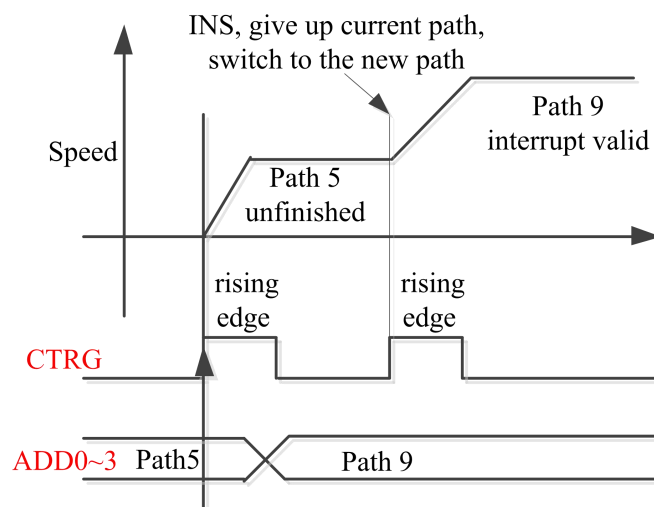 INS, give up current path,
switch to the new path
Speed
Path 5
unfinished
Path 9
interrupt valid
rising
edge
rising
edge
CTRG
ADD0~3
Path5
Path 9